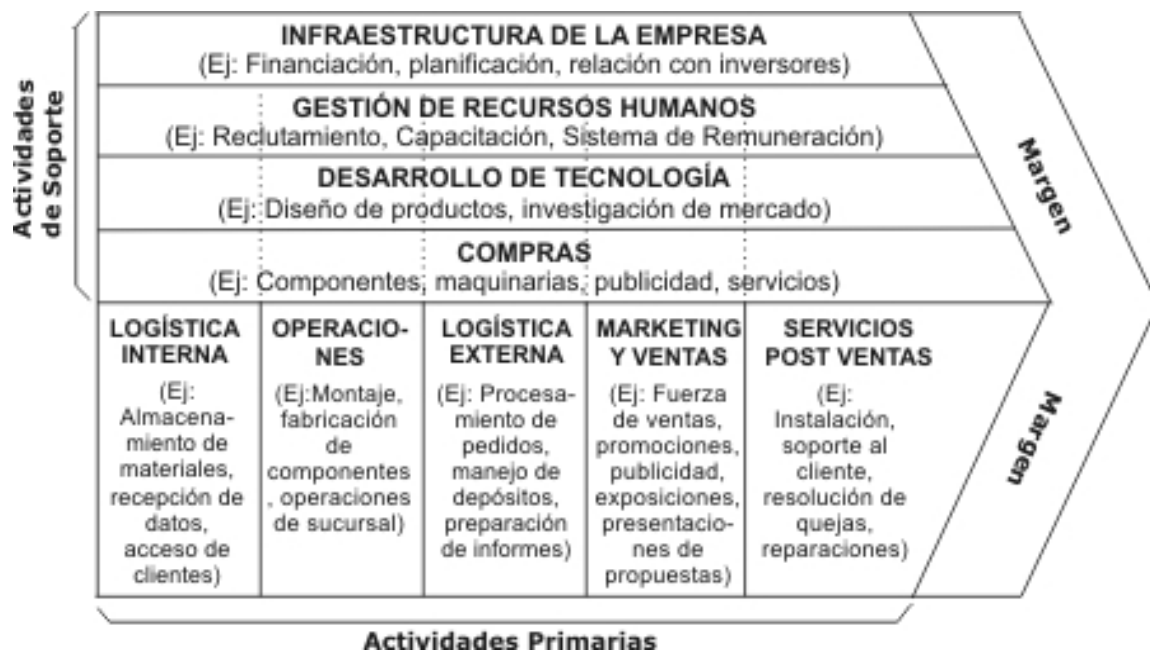 Actividades
de Soporte
INFRAESTRUCTURA DE LA EMPRESA
(Ej: Financiación, planificación, relación con inversores)
GESTIÓN DE RECURSOS HUMANOS
(Ej: Reclutamiento, Capacitación, Sistema de Remuneración)
DESARROLLO DE TECNOLOGÍA
(Ej: Diseño de productos, investigación de mercado)
COMPRAS
(Ej: Componentes, maquinarias, publicidad, servicios)
Margen
LOGÍSTICA
INTERNA
(Ej:
Almacena-
miento de
materiales,
recepción de
datos,
acceso de
clientes)
OPERACIO-
NES
(Ej:Montaje,
fabricación
de
componentes
, operaciones
de sucursal)
LOGÍSTICA
EXTERNA
(Ej: Procesa-
miento de
pedidos,
manejo de
depósitos,
preparación
de informes)
MARKETING
Y VENTAS
(Ej: Fuerza
de ventas,
promociones,
publicidad,
exposiciones,
presentacio-
nes de
propuestas)
SERVICIOS
POST VENTAS
(Ej:
Instalación,
soporte al
cliente,
resolución de
quejas,
reparaciones)
Margen
Actividades Primarias